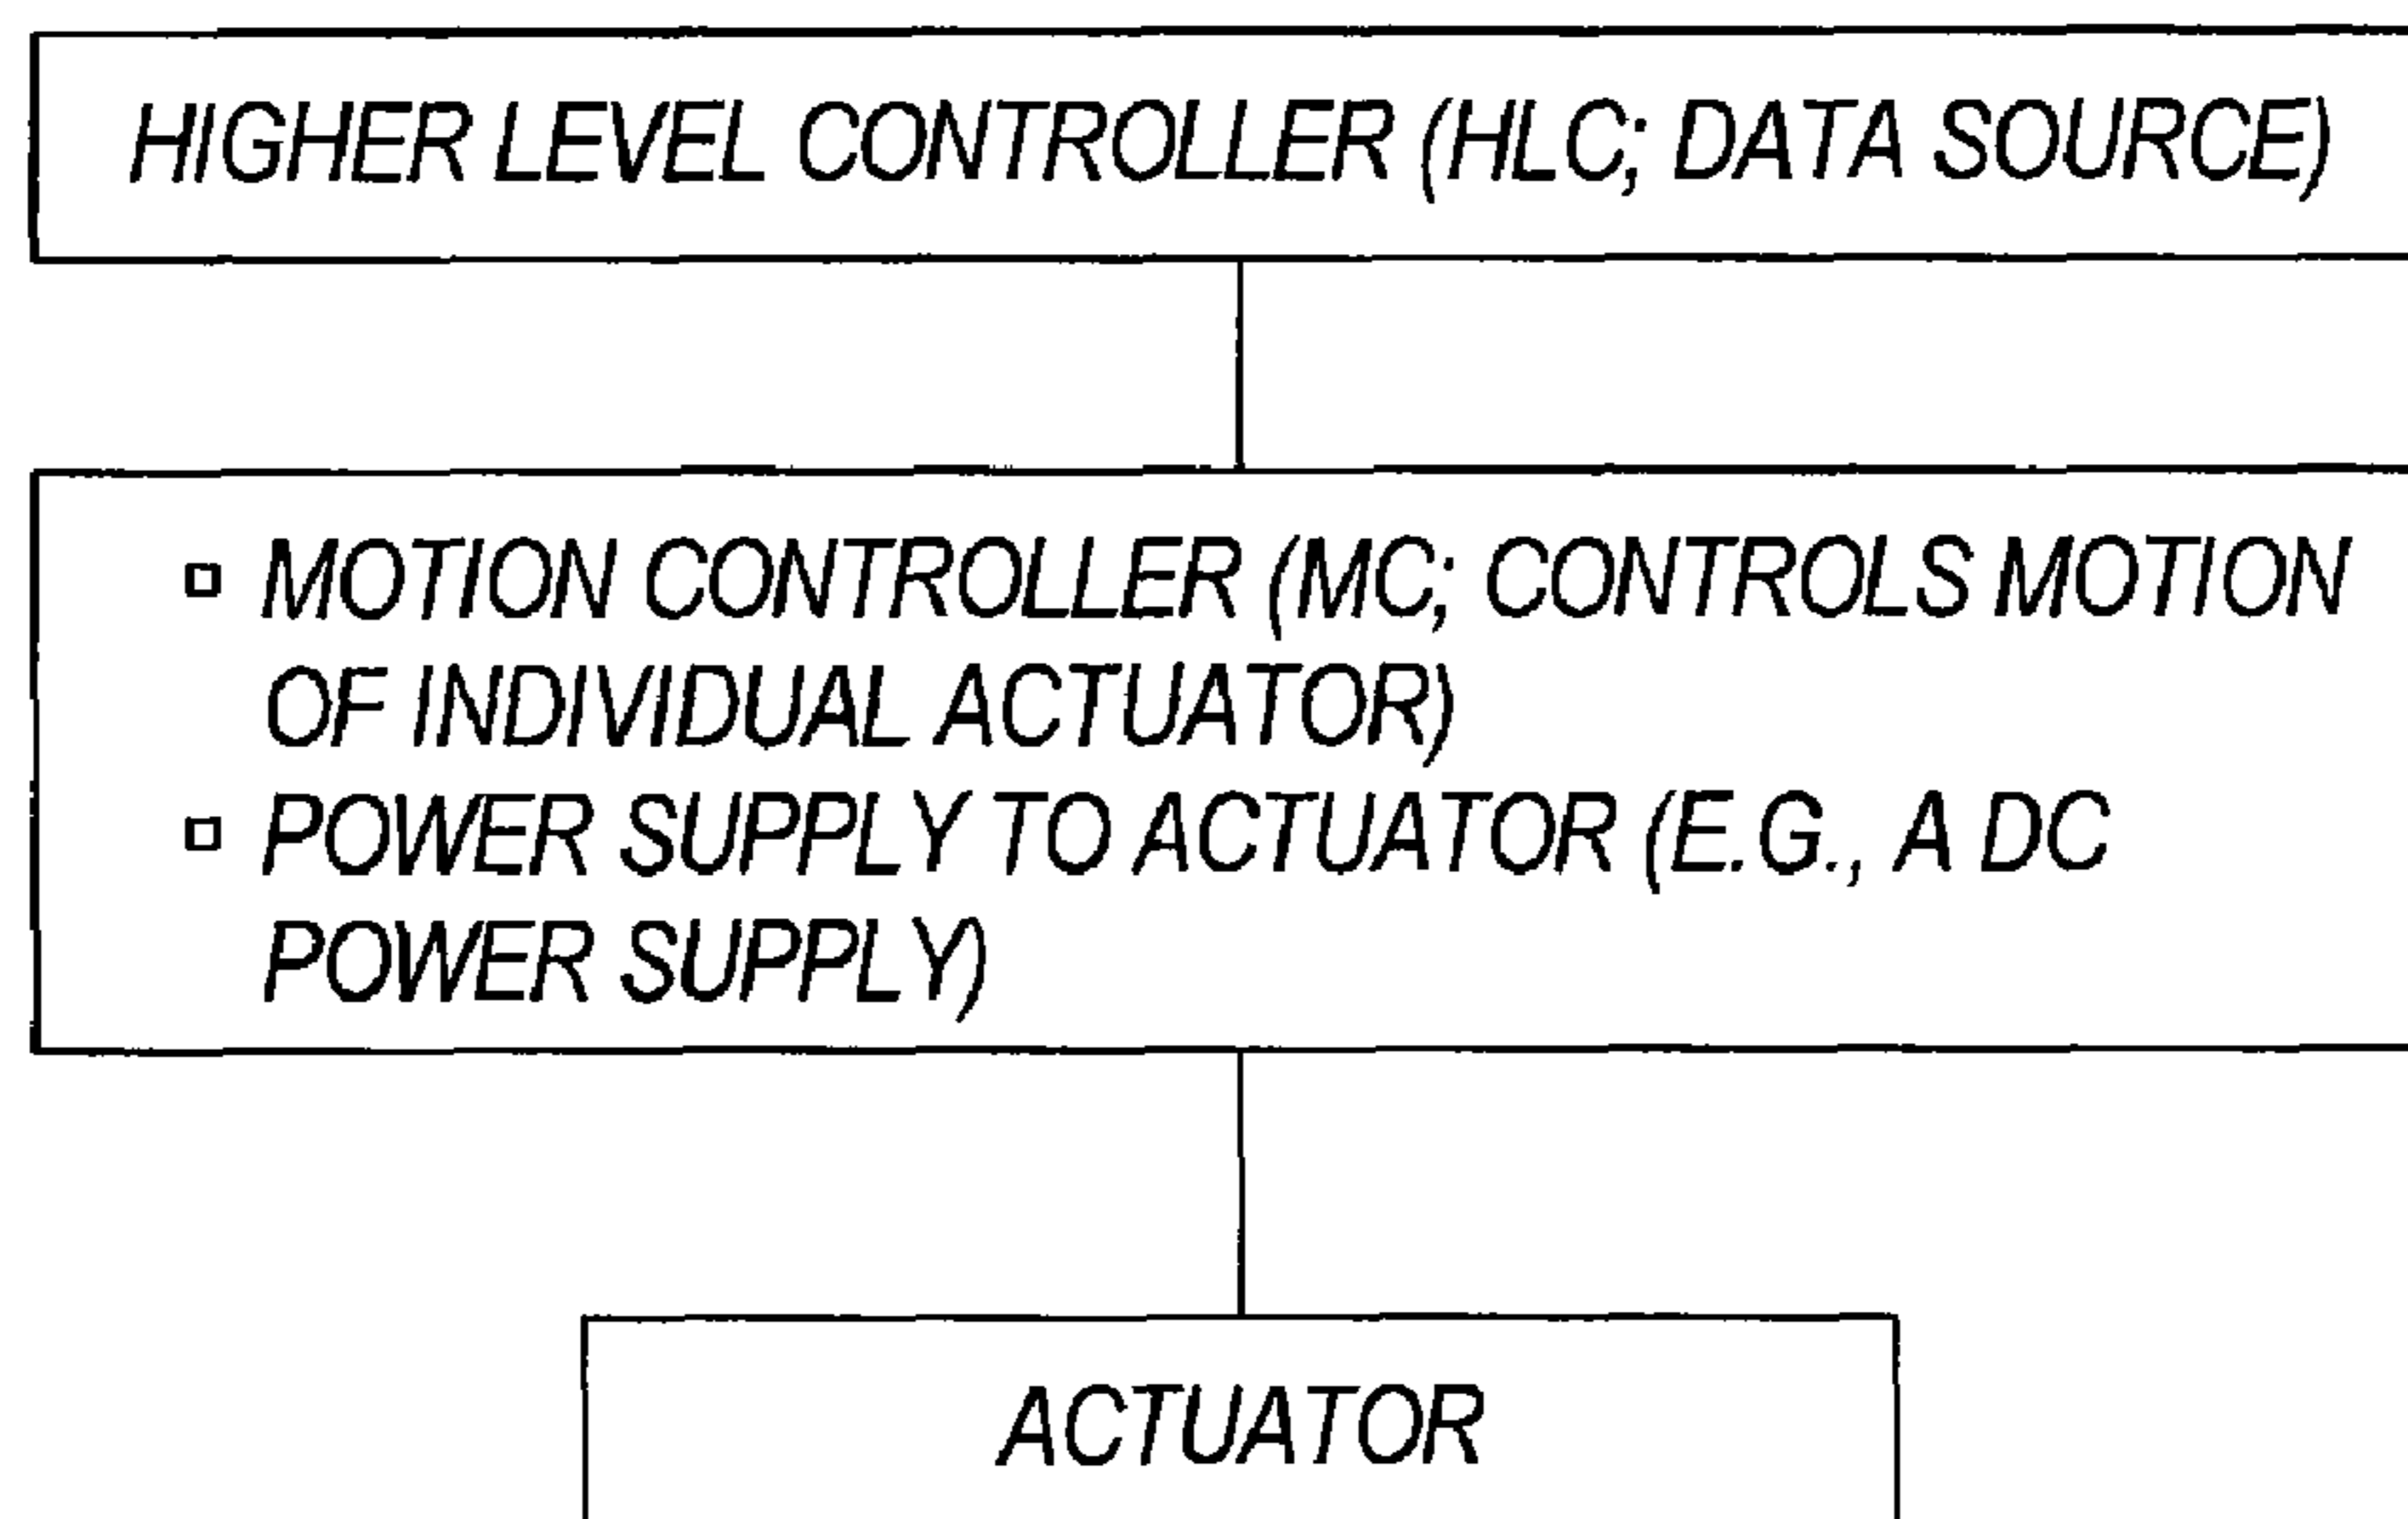 HIGHER LEVEL CONTROLLER (HLC; DATA SOURCE)
▫ MOTION CONTROLLER (MC; CONTROLS MOTION
OF INDIVIDUAL ACTUATOR)
▫ POWER SUPPLY TO ACTUATOR (E.G., A DC
POWER SUPPLY)
ACTUATOR